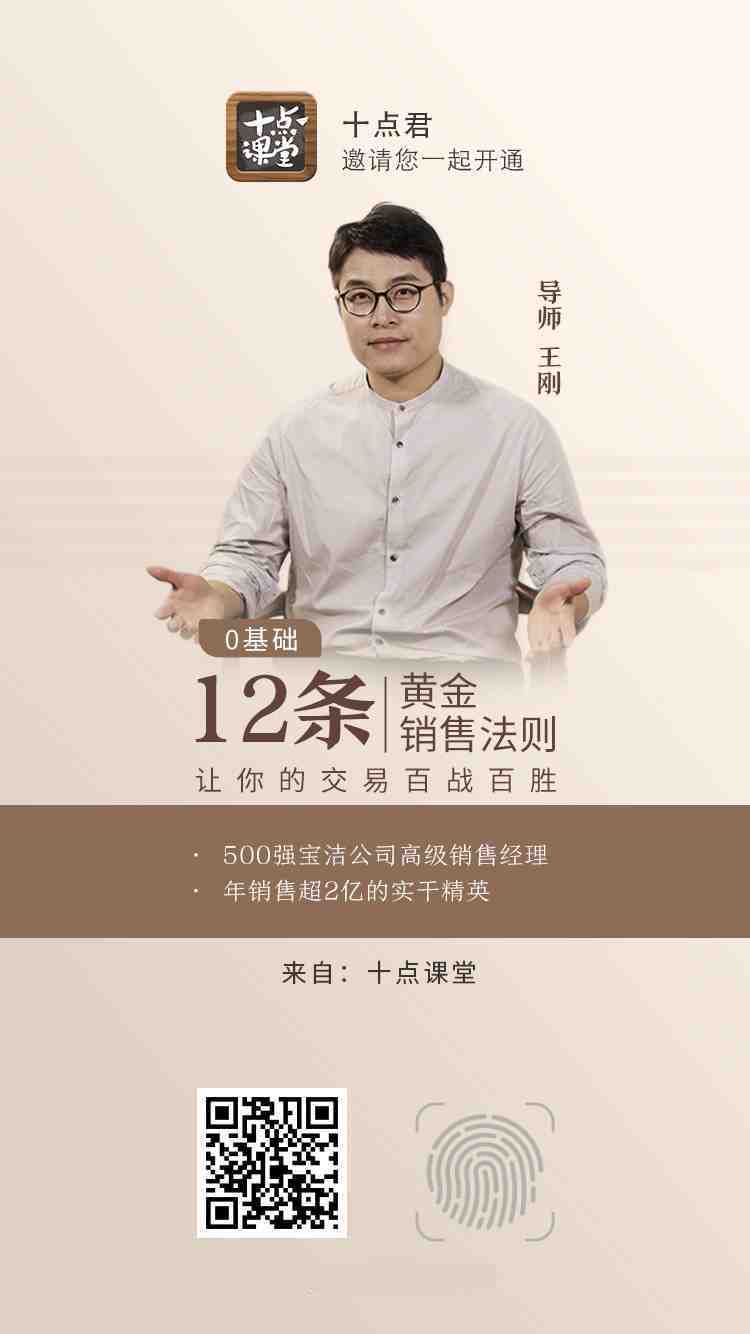 十点
课堂
十点君
邀请您一起开通
导师 王刚
0基础
12条
黄金
销售法则
让你的交易百战百胜
· 500强宝洁公司高级销售经理
· 年销售超2亿的实干精英
来自：十点课堂